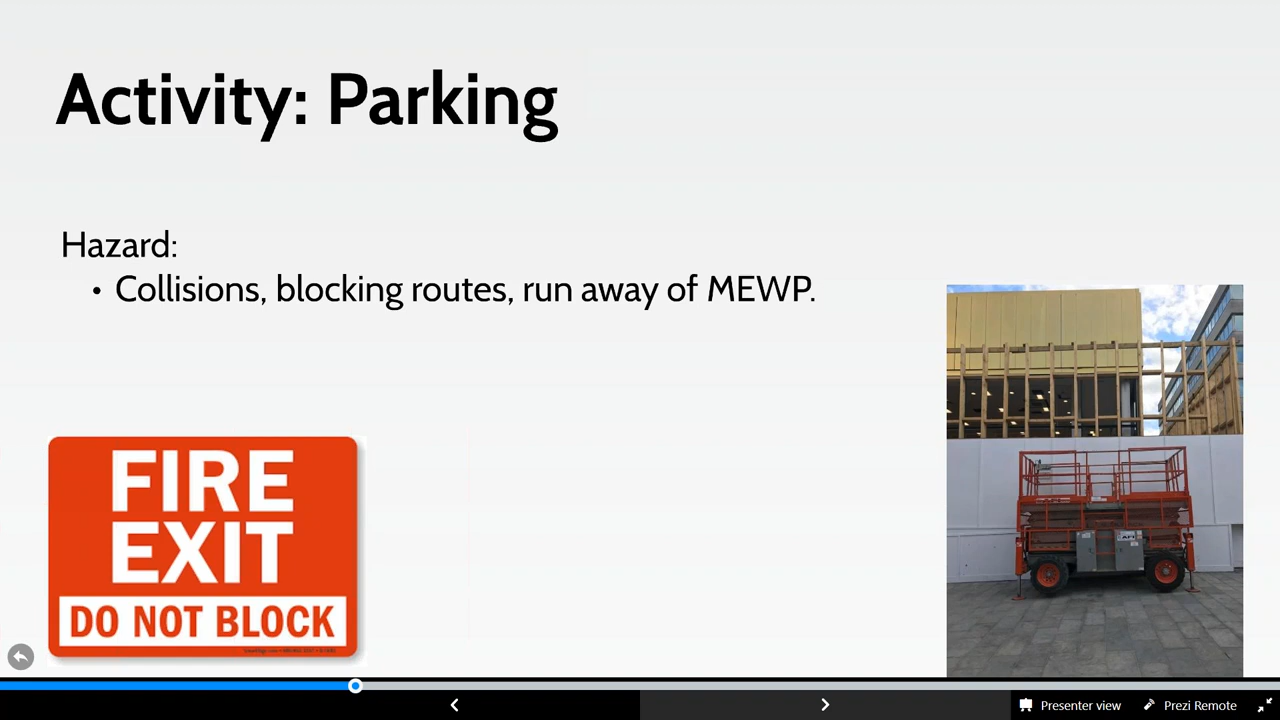 Activity: Parking
Hazard:
• Collisions, blocking routes, run away of MEWP.
FIRE
EXIT
DO NOT BLOCK
AFI
Presenter view
Prezi Remote